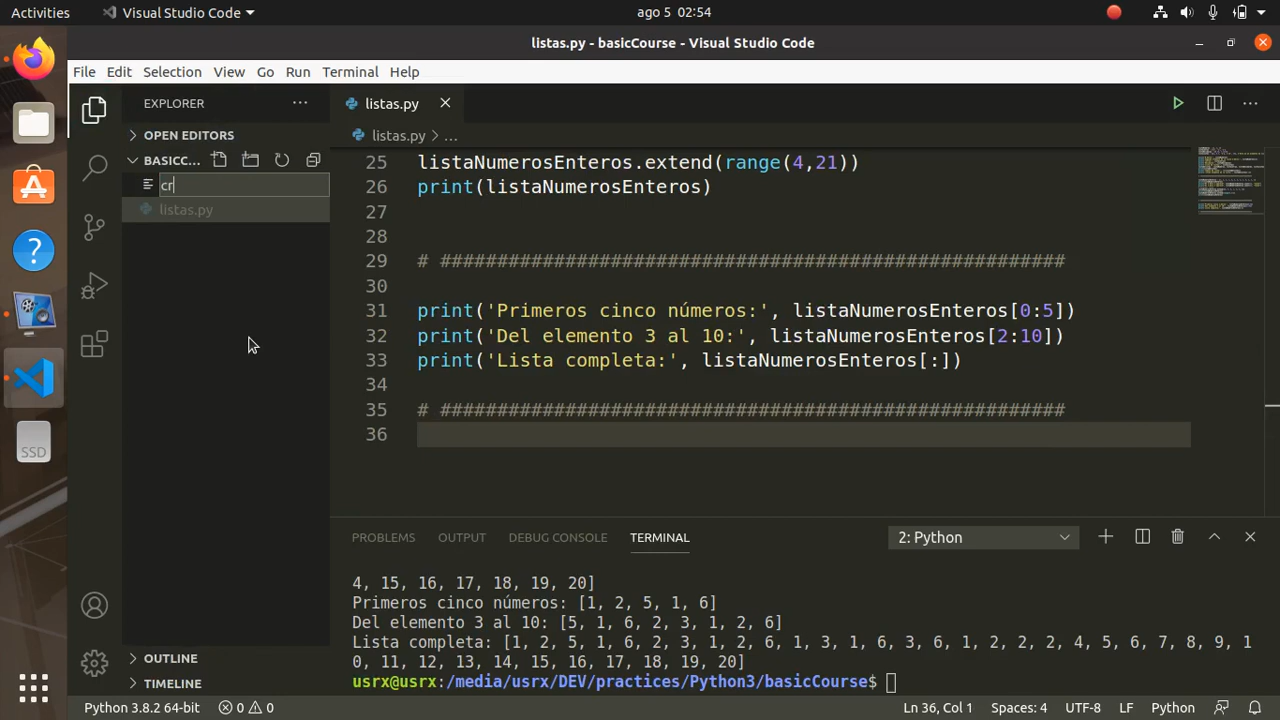 Activities
Visual Studio Code
ago 5 02:54
listas.py - basicCourse - Visual Studio Code
File Edit Selection View Go Run Terminal Help
EXPLORER
listas.py
OPEN EDITORS
listas.py > ...
BASICC...
cr
listas.py
25 listaNumerosEnteros.extend(range(4,21))
26 print(listaNumerosEnteros)
27
28
29 # #######################################################
30
31 print('Primeros cinco números:', listaNumerosEnteros[0:5])
32 print('Del elemento 3 al 10:', listaNumerosEnteros[2:10])
33 print('Lista completa:', listaNumerosEnteros[:])
34
35 # #######################################################
36
SSD
PROBLEMS OUTPUT DEBUG CONSOLE TERMINAL
2: Python
4, 15, 16, 17, 18, 19, 20]
Primeros cinco números: [1, 2, 5, 1, 6]
Del elemento 3 al 10: [5, 1, 6, 2, 3, 1, 2, 6]
Lista completa: [1, 2, 5, 1, 6, 2, 3, 1, 2, 6, 1, 3, 1, 6, 3, 6, 1, 2, 2, 2, 4, 5, 6, 7, 8, 9, 1
0, 11, 12, 13, 14, 15, 16, 17, 18, 19, 20]
usrx@usrx:/media/usrx/DEV/practices/Python3/basicCourse$
OUTLINE
TIMELINE
Python 3.8.2 64-bit
0
0
Ln 36, Col 1
Spaces: 4
UTF-8
LF
Python